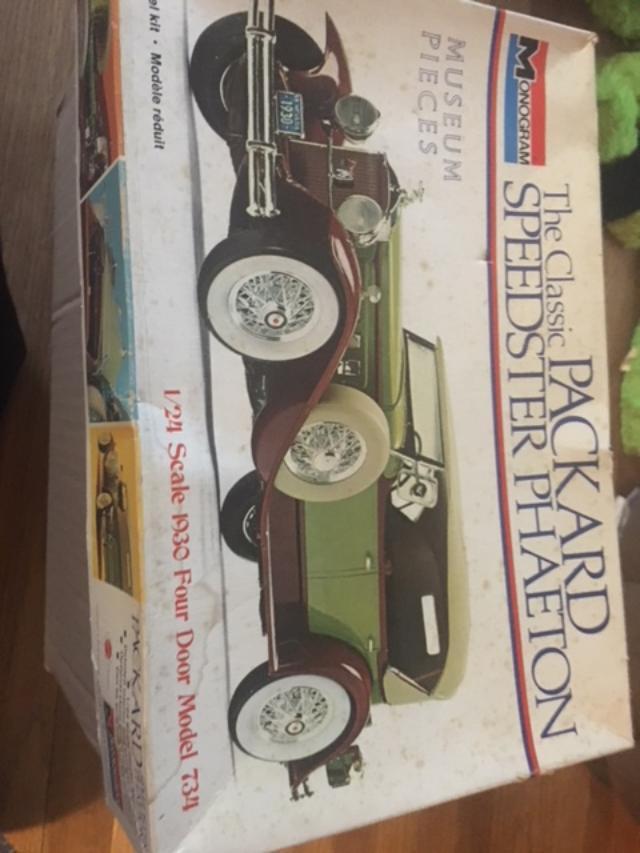 MONOGRAM
The Classic PACKARD
SPEEDSTER PHAETON
MUSEUM
PIECES
1930
1/24 Scale 1930 Four Door Model 734
kit • Modèle réduit
PACKARD